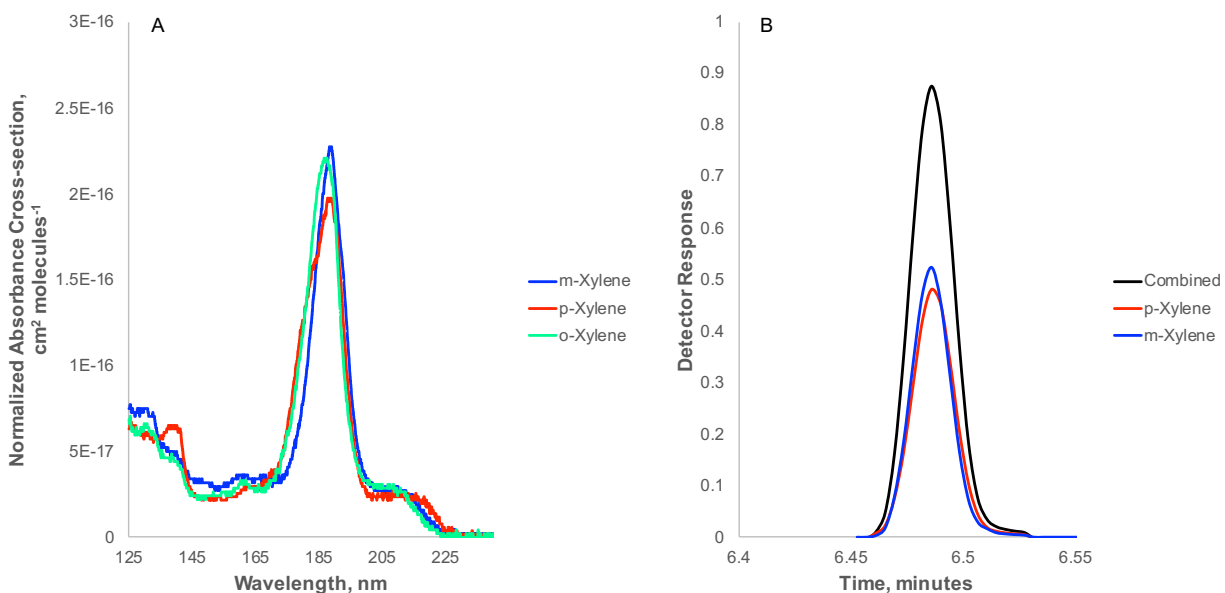 A
3E-16
2.5E-16
2E-16
1.5E-16
1E-16
5E-17
0
125 145 165 185 205 225
Wavelength, nm
Normalized Absorbance Cross-section,
cm² molecules⁻¹
m-Xylene
p-Xylene
o-Xylene
B
1
0.9
0.8
0.7
0.6
0.5
0.4
0.3
0.2
0.1
0
6.4 6.45 6.5 6.55
Time, minutes
Detector Response
Combined
p-Xylene
m-Xylene